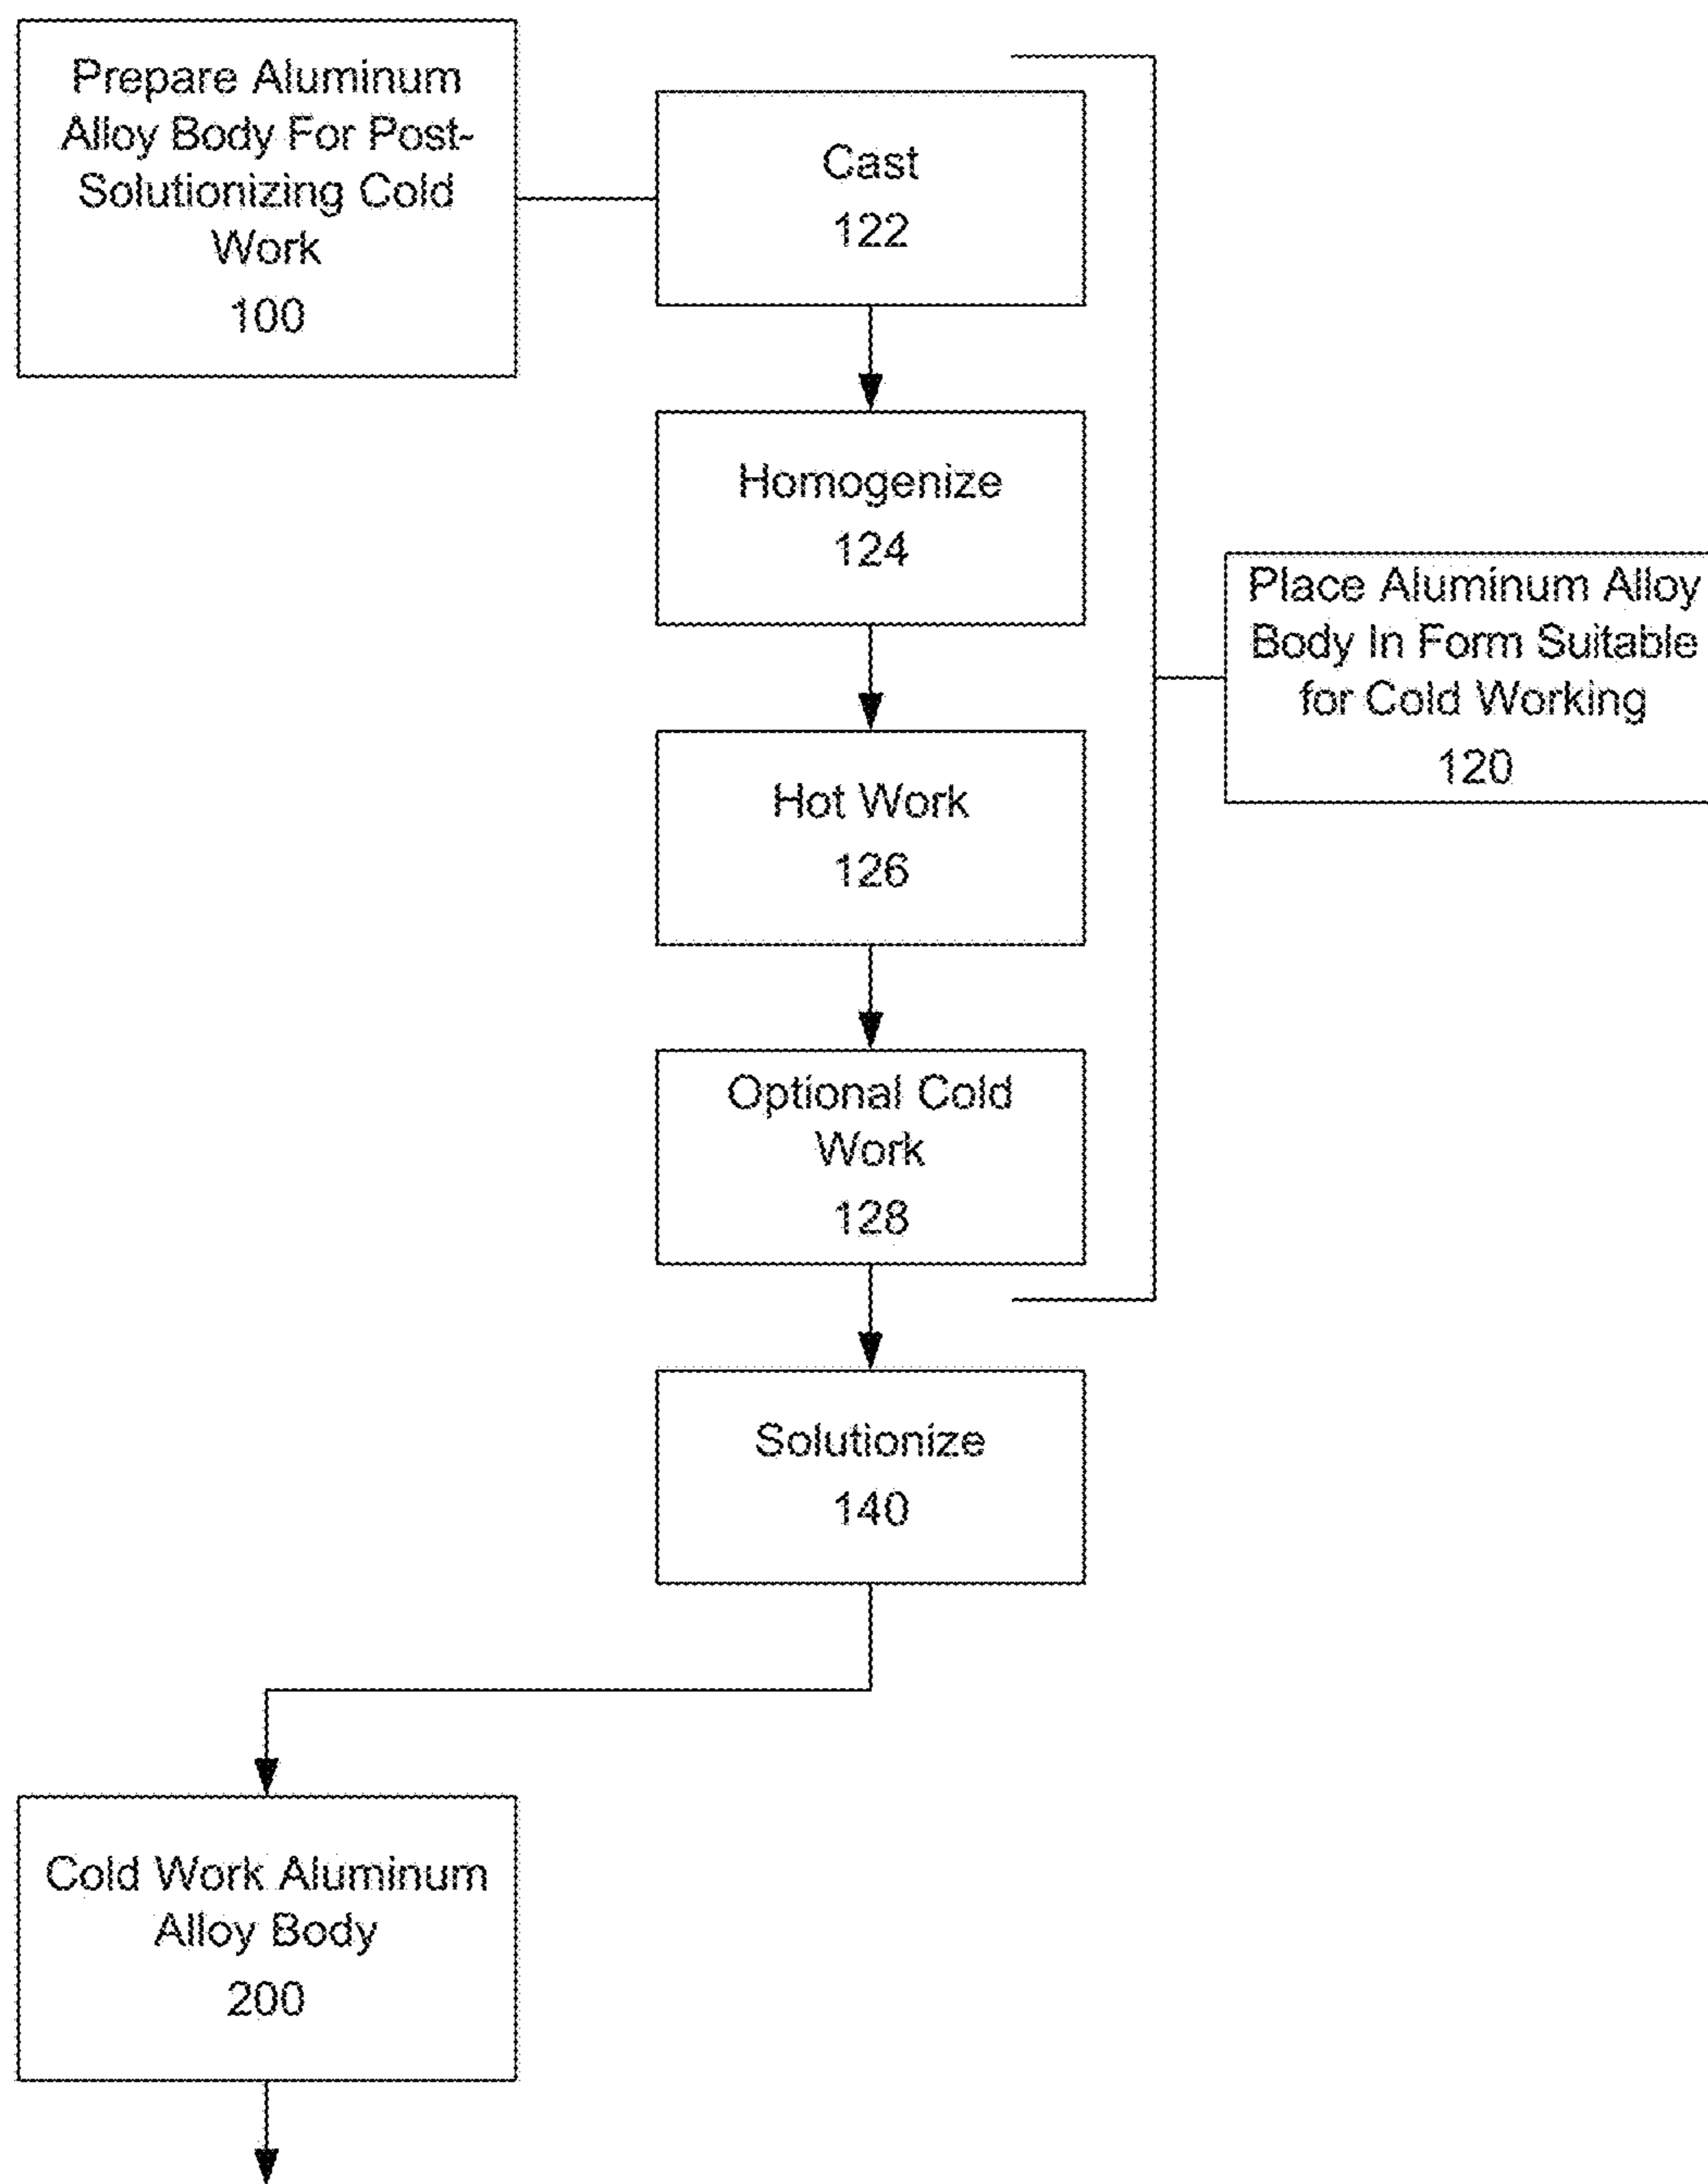 Prepare Aluminum
Alloy Body For Post-
Solutionizing Cold
Work
100
Cast
122
Homogenize
124
Hot Work
126
Optional Cold
Work
128
Place Aluminum Alloy
Body In Form Suitable
for Cold Working
120
Solutionize
140
Cold Work Aluminum
Alloy Body
200